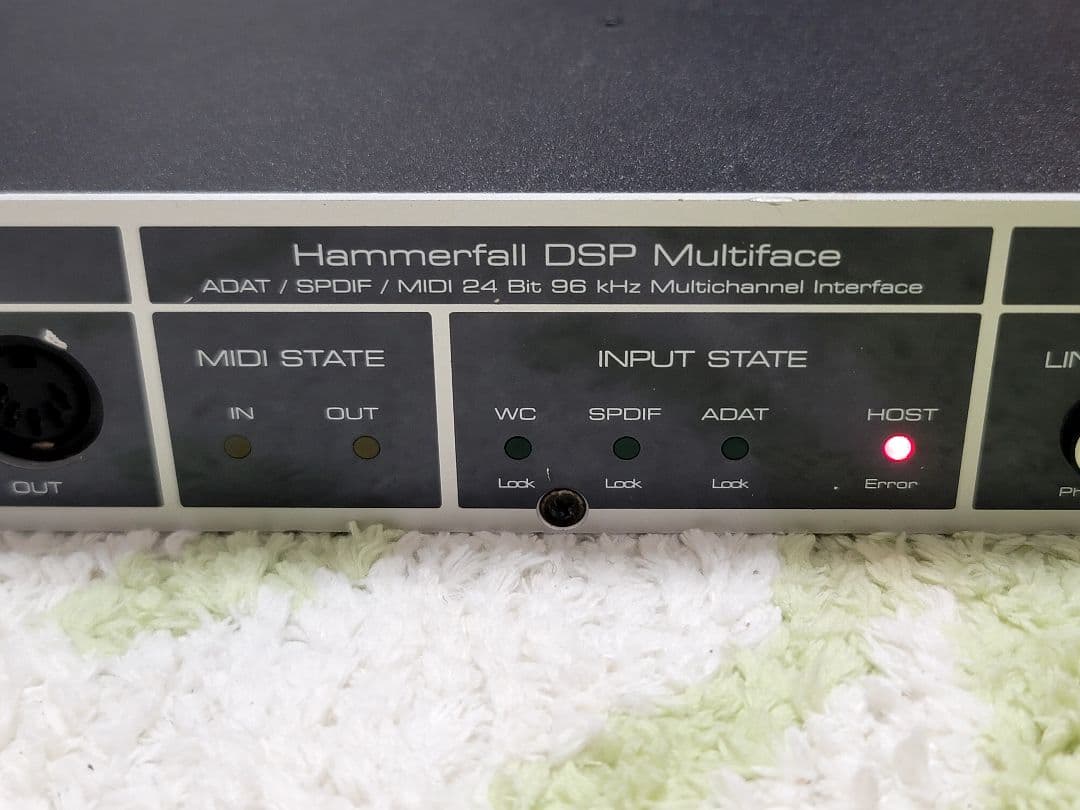 Hammerfall DSP Multiface
ADAT / SPDIF / MIDI 24 Bit 96 kHz Multichannel Interface
MIDI STATE
INPUT STATE
IN
OUT
WC
SPDIF
ADAT
HOST
Lock
Lock
Lock
Error
OUT